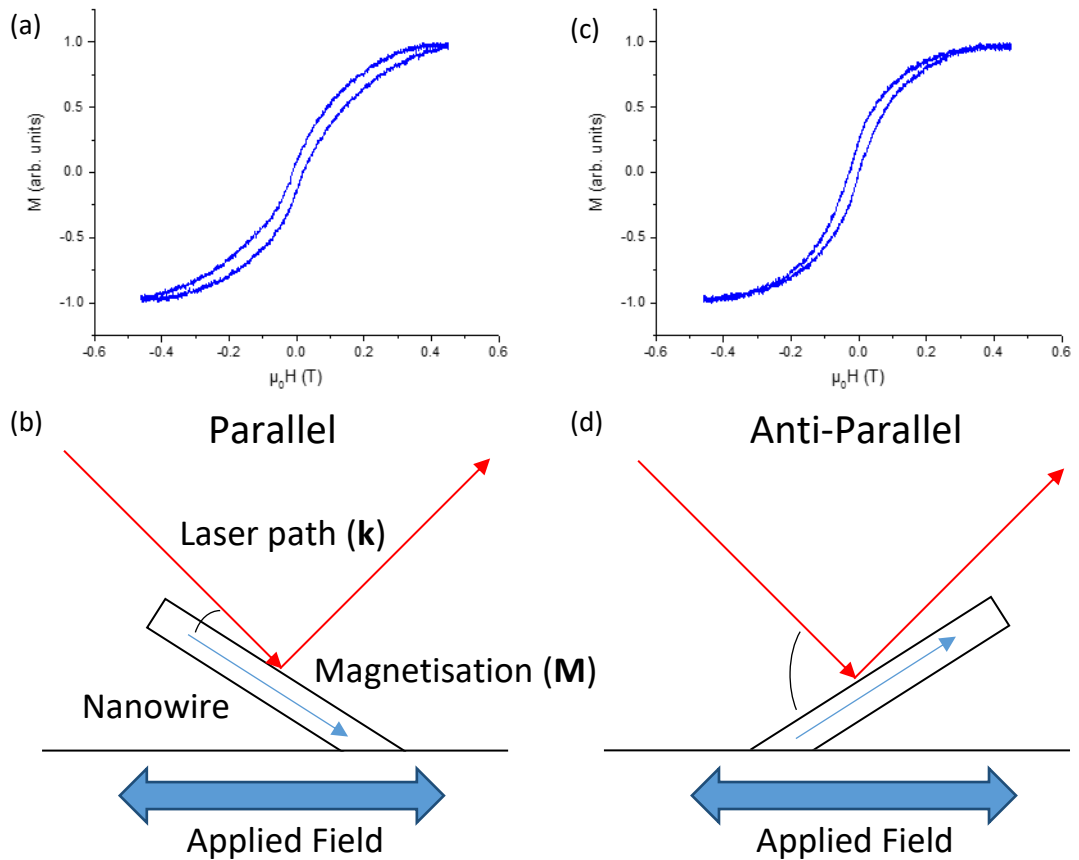 (a)
1.0
0.5
0.0
-0.5
-1.0
M (arb. units)
-0.6 -0.4 -0.2 0.0 0.2 0.4 0.6
μ₀H (T)
(c)
1.0
0.5
0.0
-0.5
-1.0
M (arb. units)
-0.6 -0.4 -0.2 0.0 0.2 0.4 0.6
μ₀H (T)
(b)
Parallel
Laser path (k)
Magnetisation (M)
Nanowire
Applied Field
(d)
Anti-Parallel
Applied Field